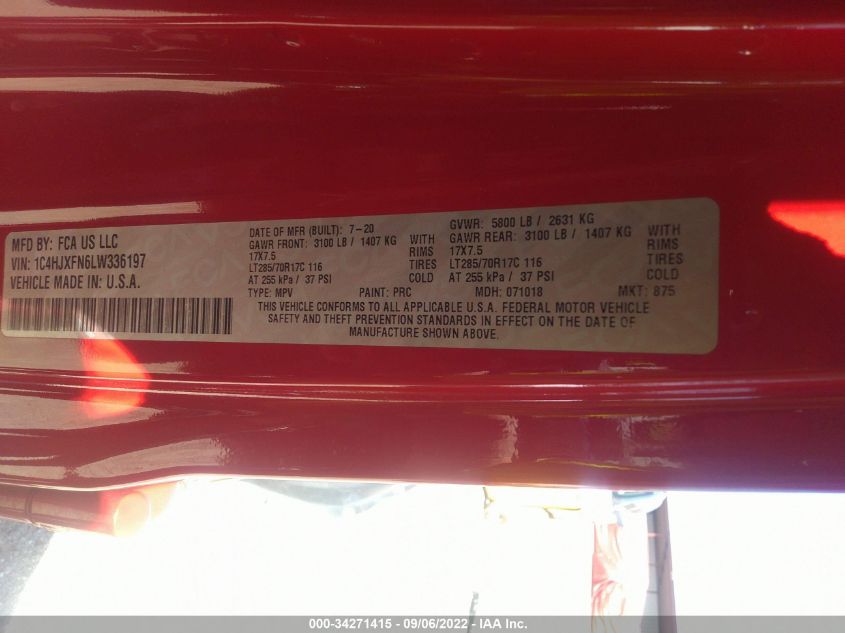 MFD BY: FCA US LLC
VIN: 1C4HJXFN6LW336197
VEHICLE MADE IN: U.S.A.
DATE OF MFR (BUILT): 7-20
GAWR FRONT: 3100 LB / 1407 KG WITH
17X7.5 RIMS
LT285/70R17C 116 TIRES
AT 255 kPa / 37 PSI COLD
GVWR: 5800 LB / 2631 KG
GAWR REAR: 3100 LB / 1407 KG WITH
17X7.5 RIMS
LT285/70R17C 116 TIRES
AT 255 kPa / 37 PSI COLD
TYPE: MPV PAINT: PRC MDH: 071018 MKT: 875
THIS VEHICLE CONFORMS TO ALL APPLICABLE U.S.A. FEDERAL MOTOR VEHICLE
SAFETY AND THEFT PREVENTION STANDARDS IN EFFECT ON THE DATE OF
MANUFACTURE SHOWN ABOVE.
000-34271415 - 09/06/2022 - IAA Inc.